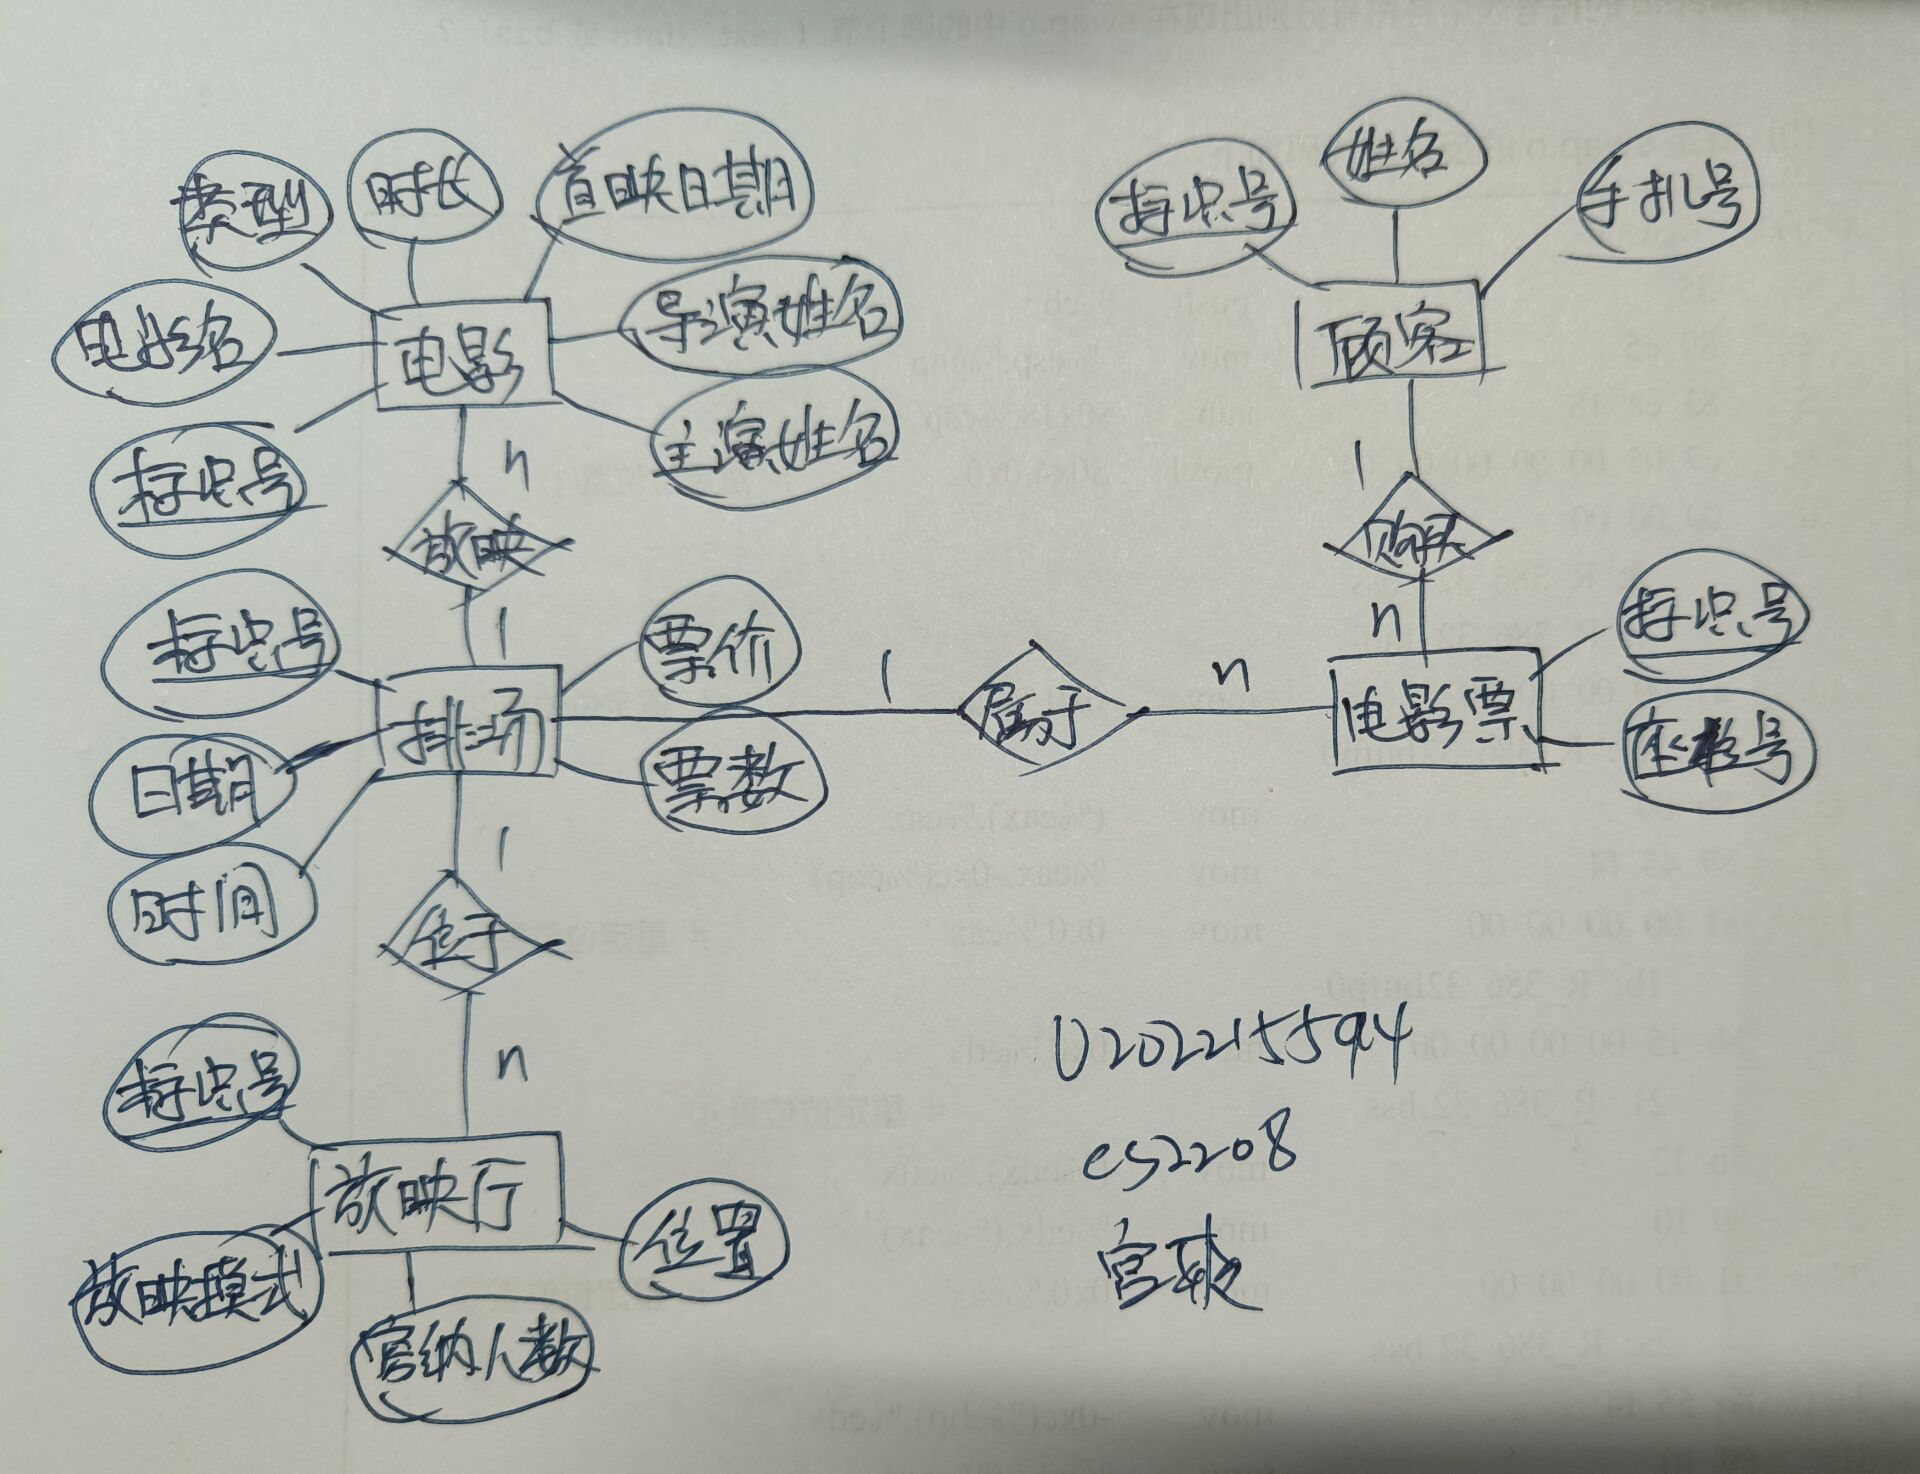 类型
时长
首映日期
电影名
导演姓名
标识号
主演姓名
电影
n
放映
1
标识号
票价
日期
排场
票数
时间
1
位于
n
标识号
放映厅
放映模式
容纳人数
位置
1
属于
n
标识号
姓名
手机号
顾客
1
购买
n
电影票
标识号
座位号
U202215594
cs2208